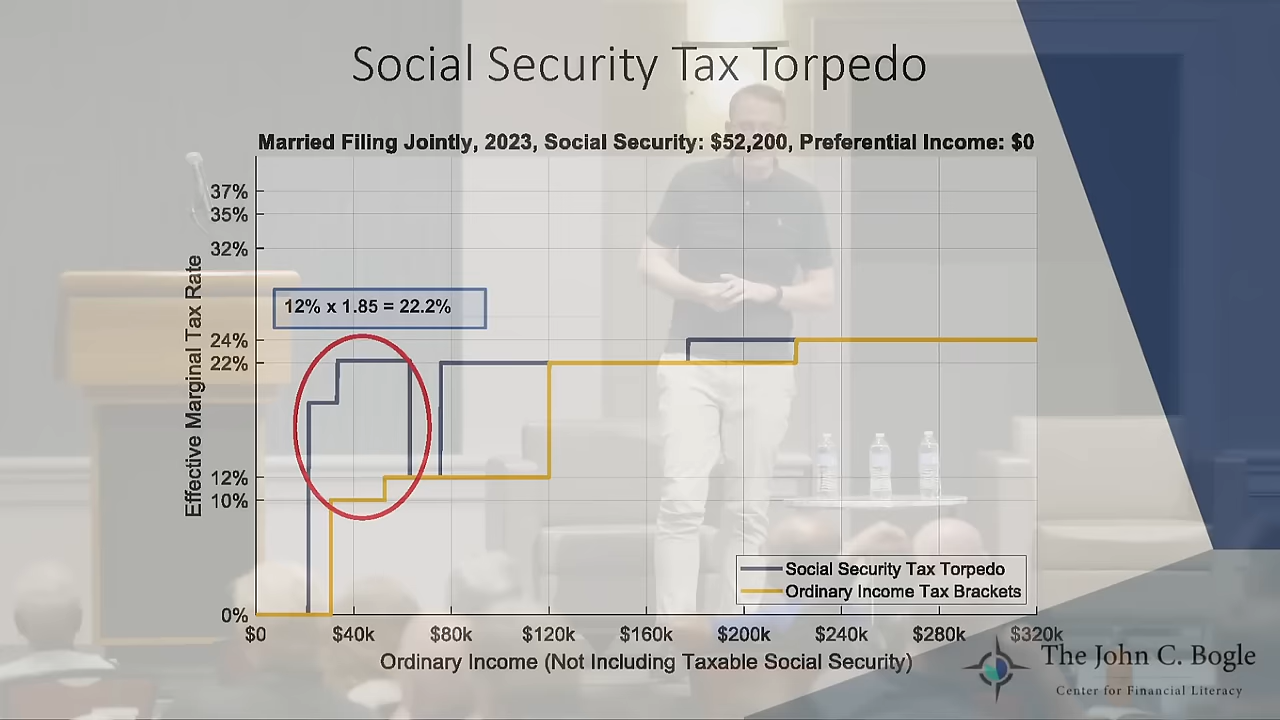 Social Security Tax Torpedo
Married Filing Jointly, 2023, Social Security: $52,200, Preferential Income: $0
37%
35%
32%
12% x 1.85 = 22.2%
24%
22%
12%
10%
0%
Effective Marginal Tax Rate
Social Security Tax Torpedo
Ordinary Income Tax Brackets
$0 $40k $80k $120k $160k $200k $240k $280k $320k
Ordinary Income (Not Including Taxable Social Security)
The John C. Bogle
Center for Financial Literacy